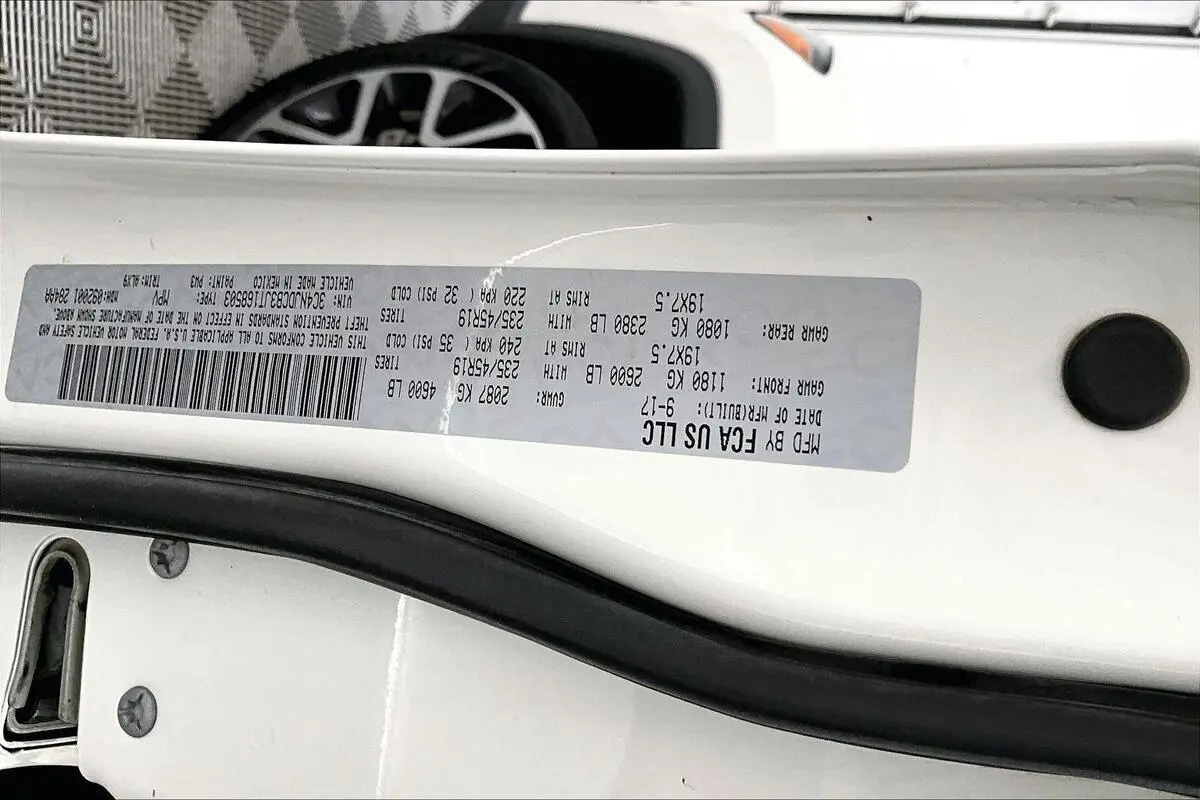 MFD BY FCA US LLC
DATE OF MFR(BUILT): 9-17
GVWR: 2087 KG 4600 LB
GAWR FRONT: 1180 KG 2600 LB WITH 235/45R19 TIRES
19X7.5 RIMS AT 240 KPA ( 35 PSI) COLD
GAWR REAR: 1080 KG 2380 LB WITH 235/45R19 TIRES
19X7.5 RIMS AT 220 KPA ( 32 PSI) COLD
THIS VEHICLE CONFORMS TO ALL APPLICABLE U.S.A. FEDERAL MOTOR VEHICLE SAFETY AND
THEFT PREVENTION STANDARDS IN EFFECT ON THE DATE OF MANUFACTURE SHOWN ABOVE.
VIN: 3C4NJDCB3JT168503 TYPE: MPV MDH:092001 204AA
VEHICLE MADE IN MEXICO PAINT: PW3 TRIM:ALX9